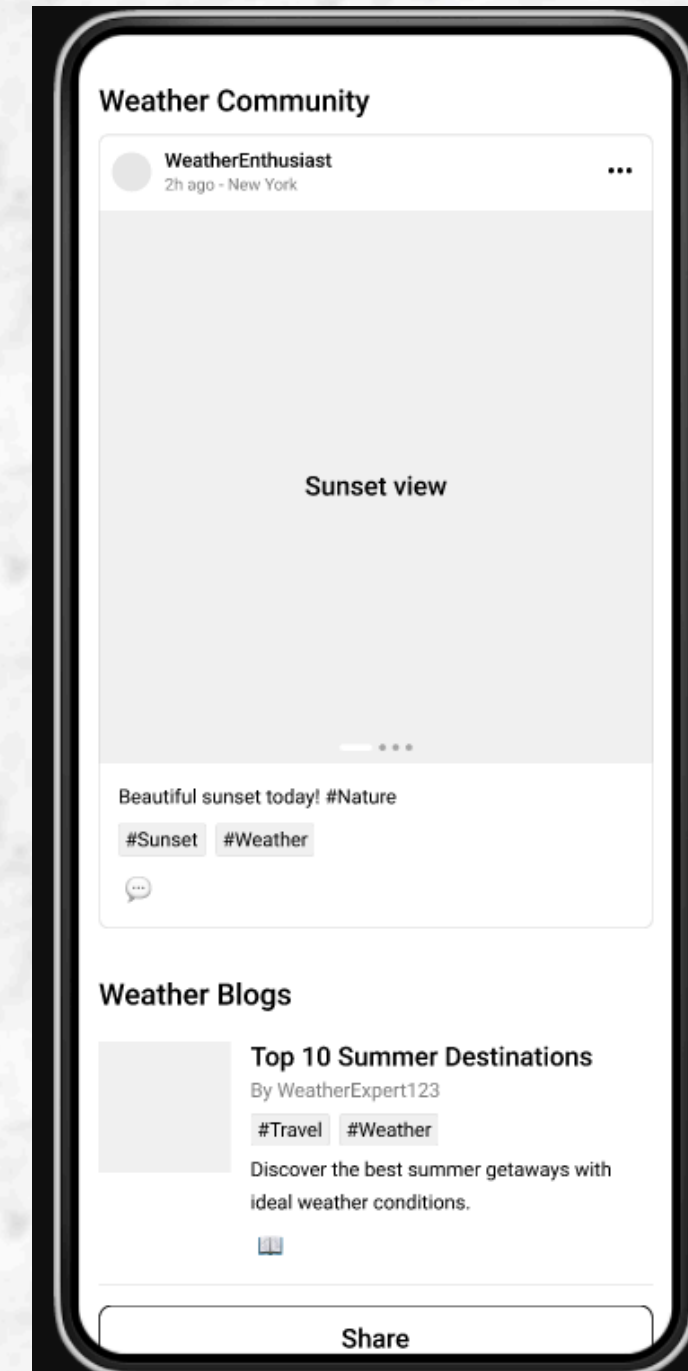 Weather Community
WeatherEnthusiast
2h ago - New York
Sunset view
Beautiful sunset today! #Nature
#Sunset #Weather
Weather Blogs
Top 10 Summer Destinations
By WeatherExpert123
#Travel #Weather
Discover the best summer getaways with
ideal weather conditions.
Share